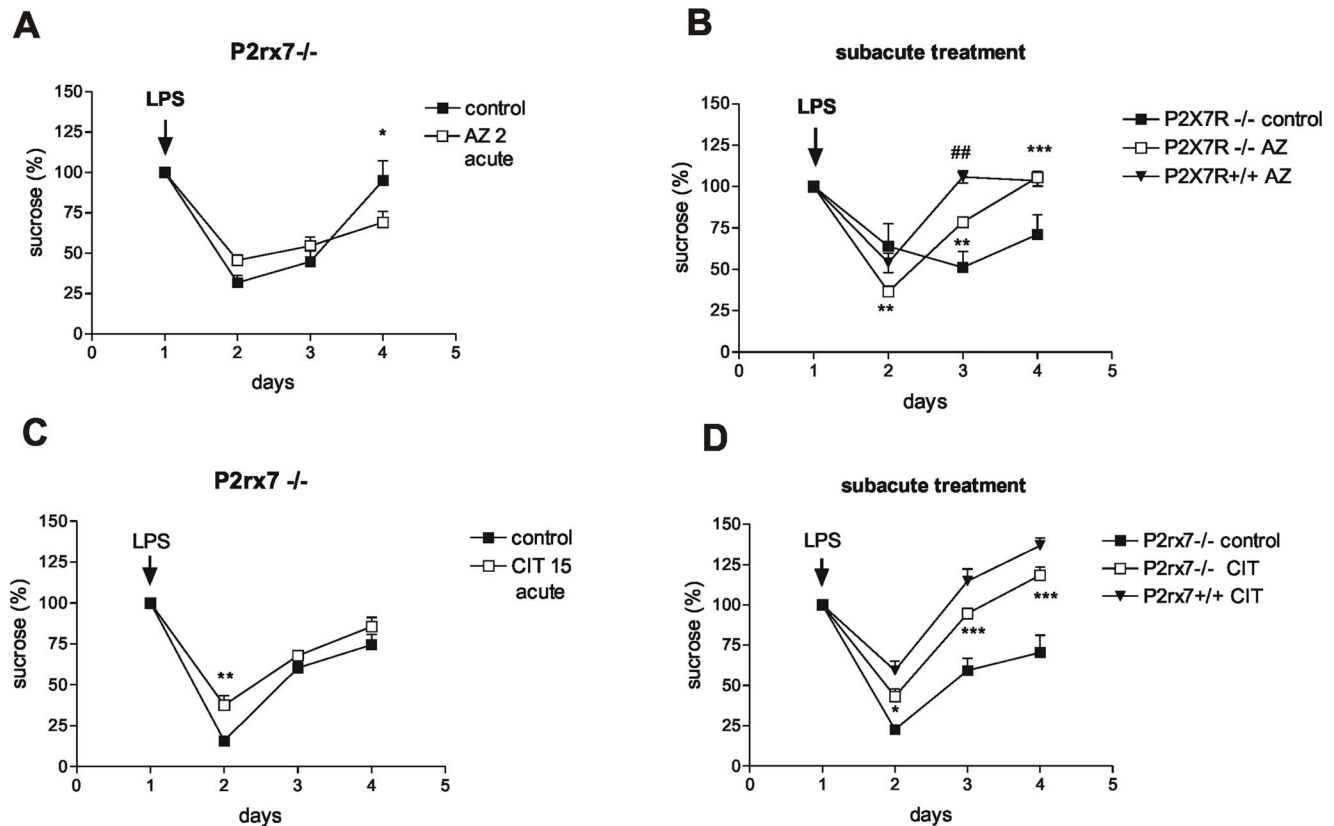 A
P2rx7-/-
LPS
*
control
AZ 2
acute
150
125
100
75
50
25
0
sucrose (%)
0 1 2 3 4 5
days
B
subacute treatment
LPS
##
***
**
**
P2X7R -/- control
P2X7R -/- AZ
P2X7R+/+ AZ
150
125
100
75
50
25
0
sucrose (%)
0 1 2 3 4 5
days
C
P2rx7 -/-
LPS
**
control
CIT 15
acute
150
125
100
75
50
25
0
sucrose (%)
0 1 2 3 4 5
days
D
subacute treatment
LPS
*
***
***
P2rx7-/- control
P2rx7-/- CIT
P2rx7+/+ CIT
150
125
100
75
50
25
0
sucrose (%)
0 1 2 3 4 5
days